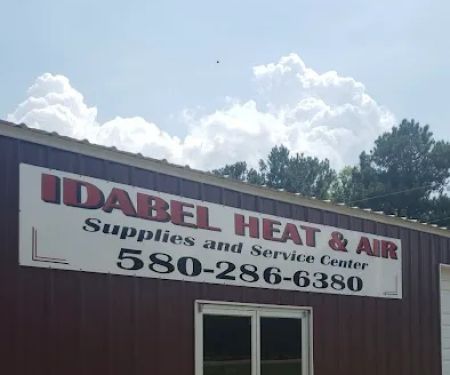 IDABEL HEAT & AIR
Supplies and Service Center
580-286-6380